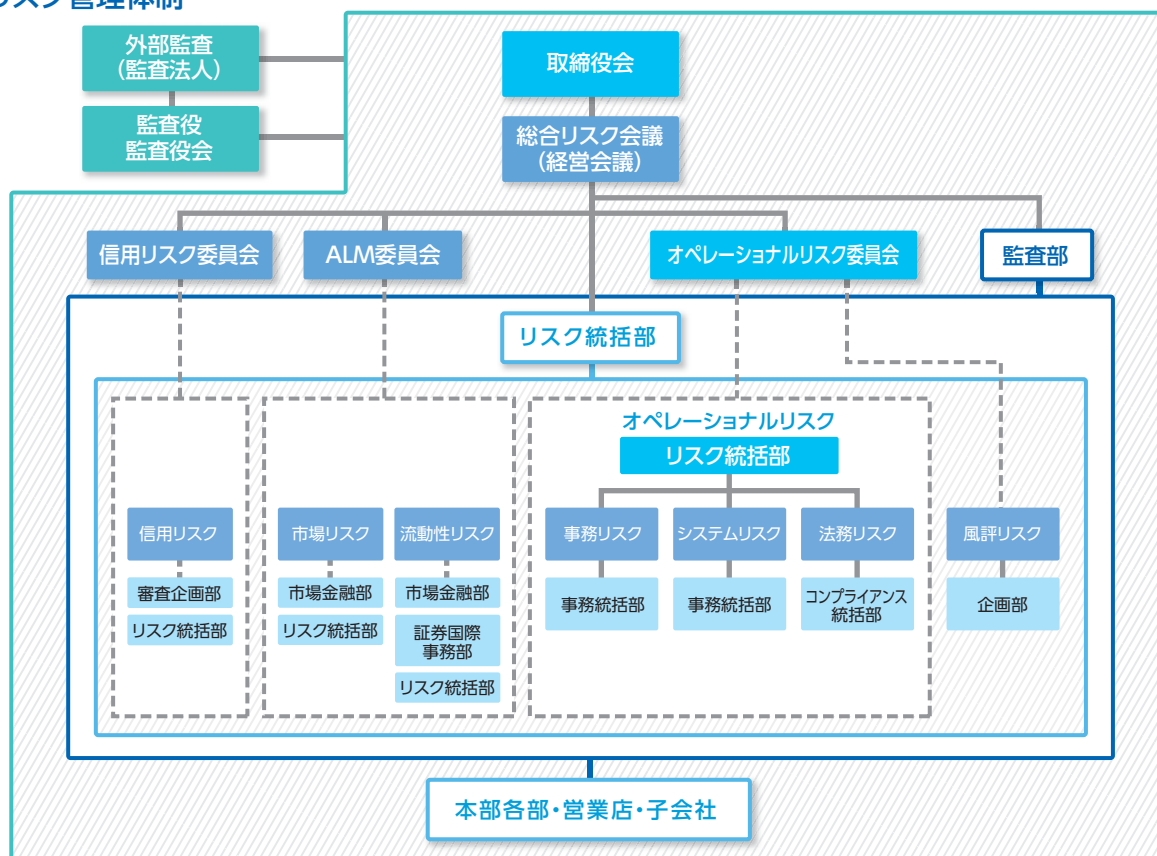 リスク管理体制
外部監査
（監査法人）
監査役
監査役会
取締役会
総合リスク会議
（経営会議）
信用リスク委員会
ALM委員会
オペレーショナルリスク委員会
監査部
リスク統括部
オペレーショナルリスク
リスク統括部
信用リスク
市場リスク
流動性リスク
事務リスク
システムリスク
法務リスク
風評リスク
審査企画部
リスク統括部
市場金融部
リスク統括部
市場金融部
証券国際
事務部
リスク統括部
事務統括部
事務統括部
コンプライアンス
統括部
企画部
本部各部・営業店・子会社